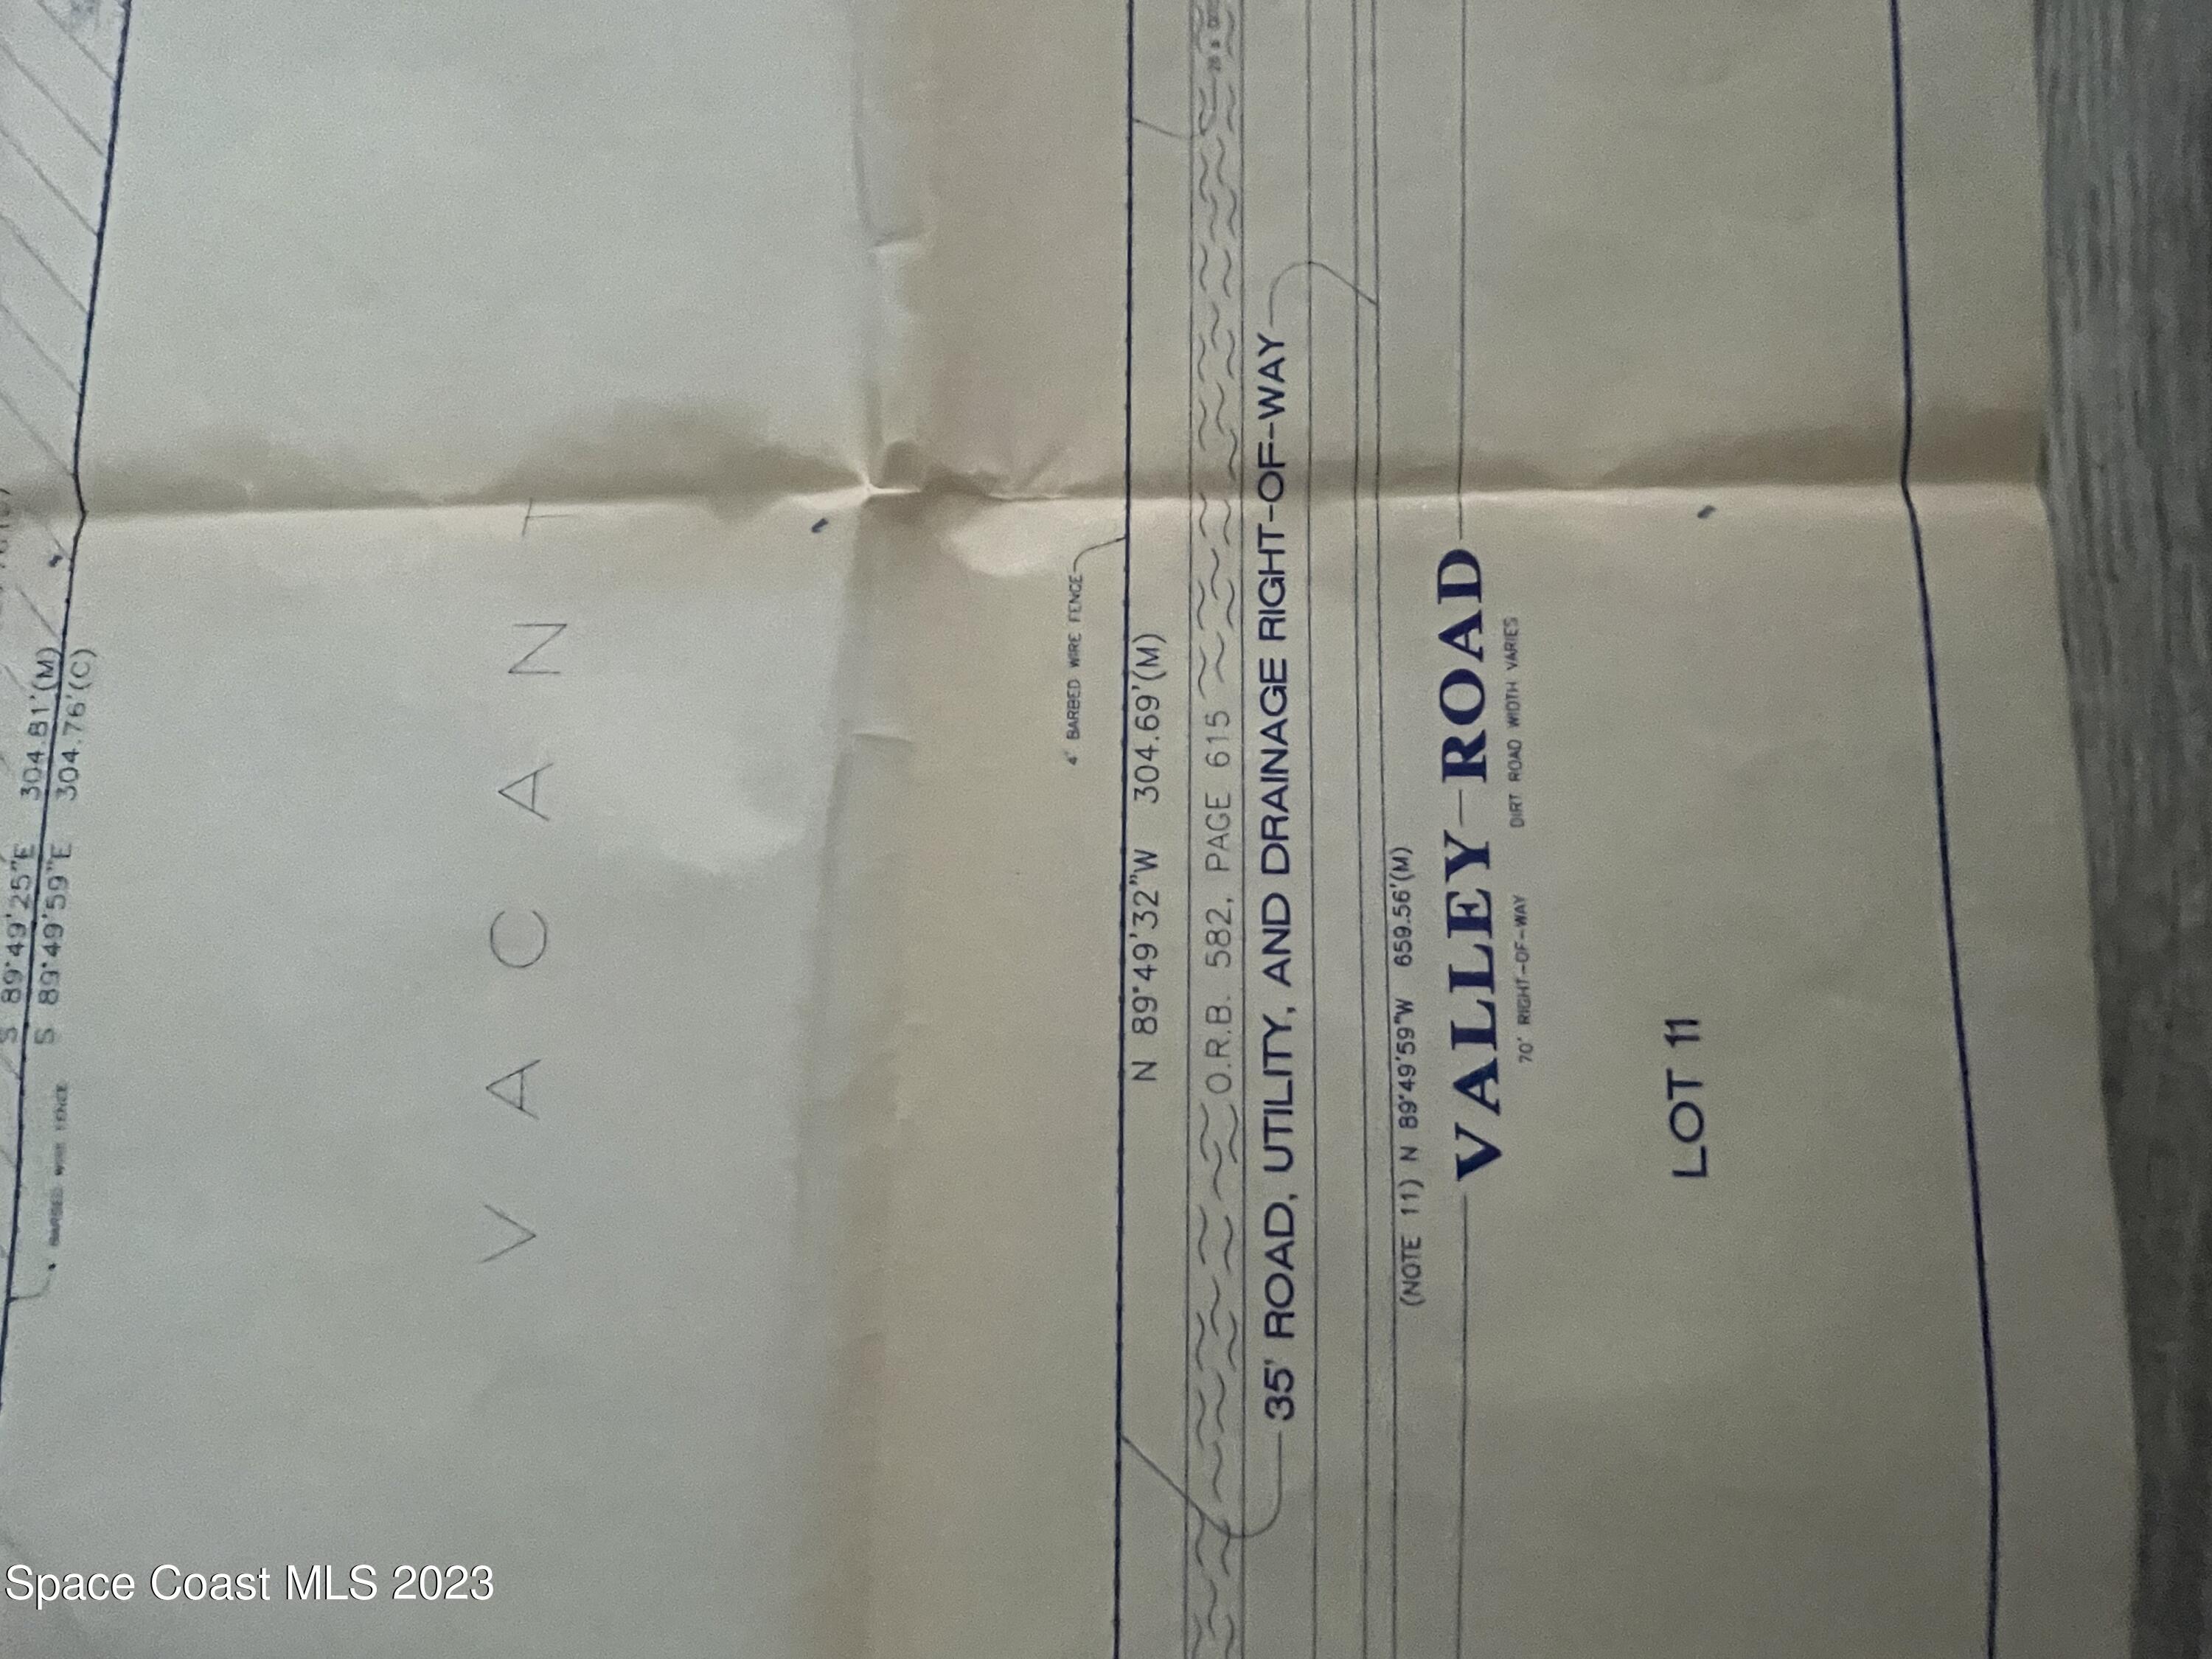 S 89°49'25"E 304.81'(M)
S 89°49'59"E 304.76'(C)
BARBED WIRE FENCE
VACANT
4' BARBED WIRE FENCE
N 89°49'32"W 304.69'(M)
O.R.B. 582, PAGE 615
35' ROAD, UTILITY, AND DRAINAGE RIGHT-OF-WAY
(NOTE 11) N 89°49'59"W 659.56'(M)
VALLEY ROAD
70' RIGHT-OF-WAY DIRT ROAD WIDTH VARIES
LOT 11
Space Coast MLS 2023